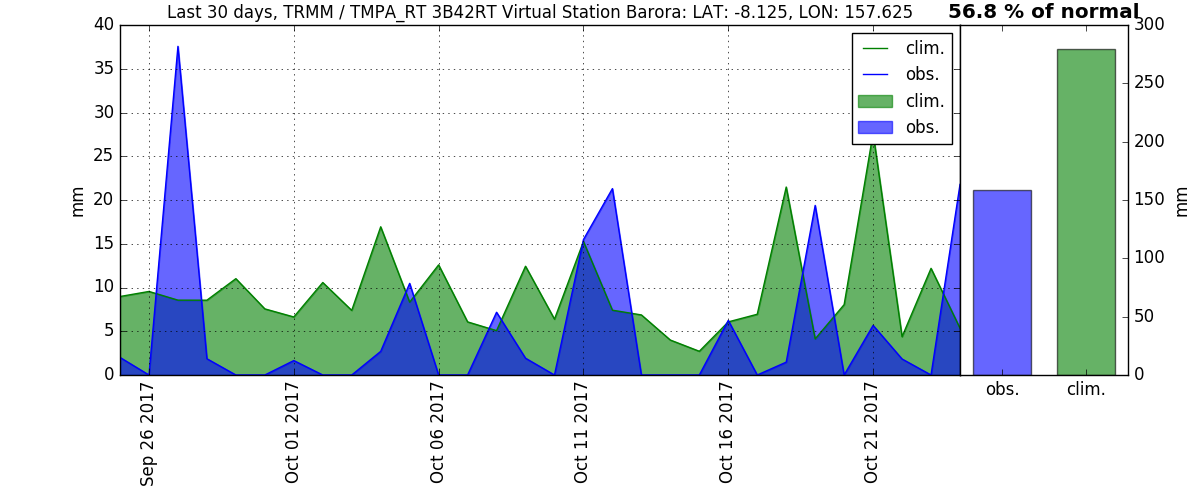 Last 30 days, TRMM / TMPA_RT 3B42RT Virtual Station Barora: LAT: -8.125, LON: 157.625
56.8 % of normal
40
35
30
25
20
15
10
5
0
mm
clim.
obs.
clim.
obs.
Sep 26 2017
Oct 01 2017
Oct 06 2017
Oct 11 2017
Oct 16 2017
Oct 21 2017
300
250
200
150
100
50
0
mm
obs.
clim.